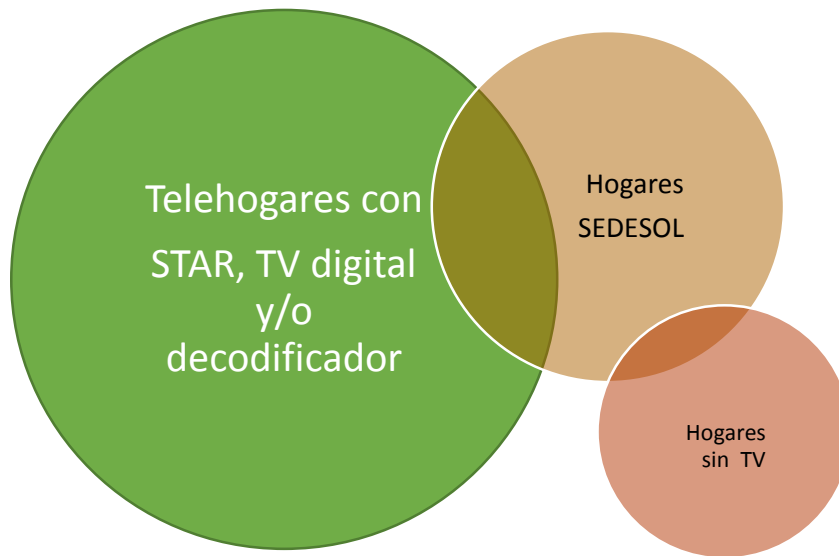 Telehogares con
STAR, TV digital
y/o
decodificador
Hogares
SEDESOL
Hogares
sin TV